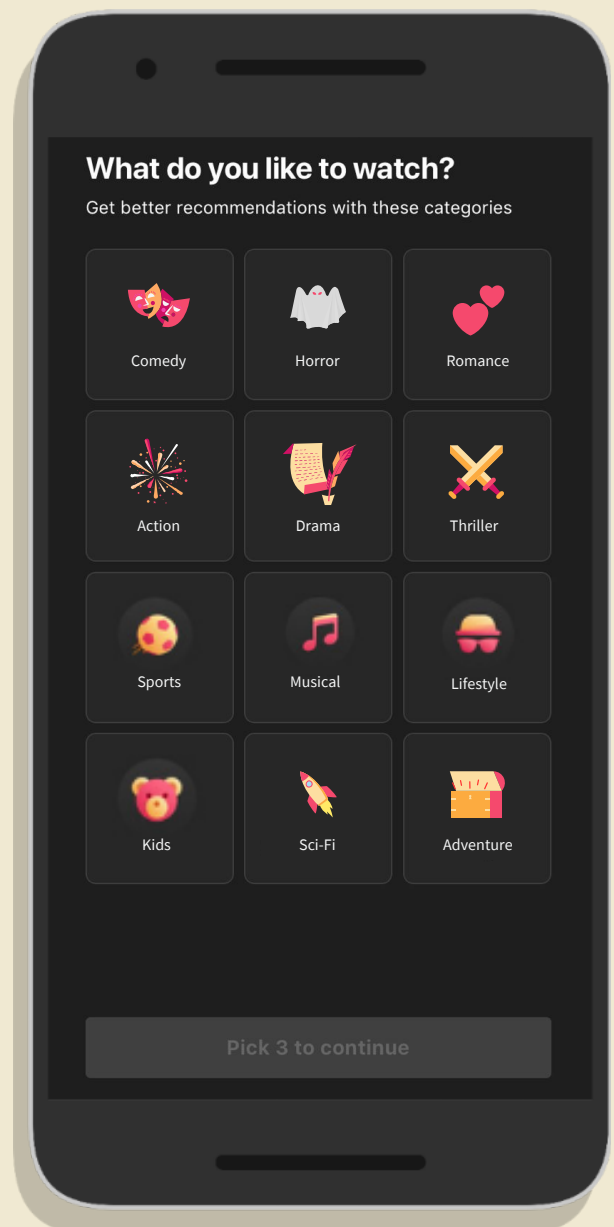 What do you like to watch?
Get better recommendations with these categories
Comedy
Horror
Romance
Action
Drama
Thriller
Sports
Musical
Lifestyle
Kids
Sci-Fi
Adventure
Pick 3 to continue